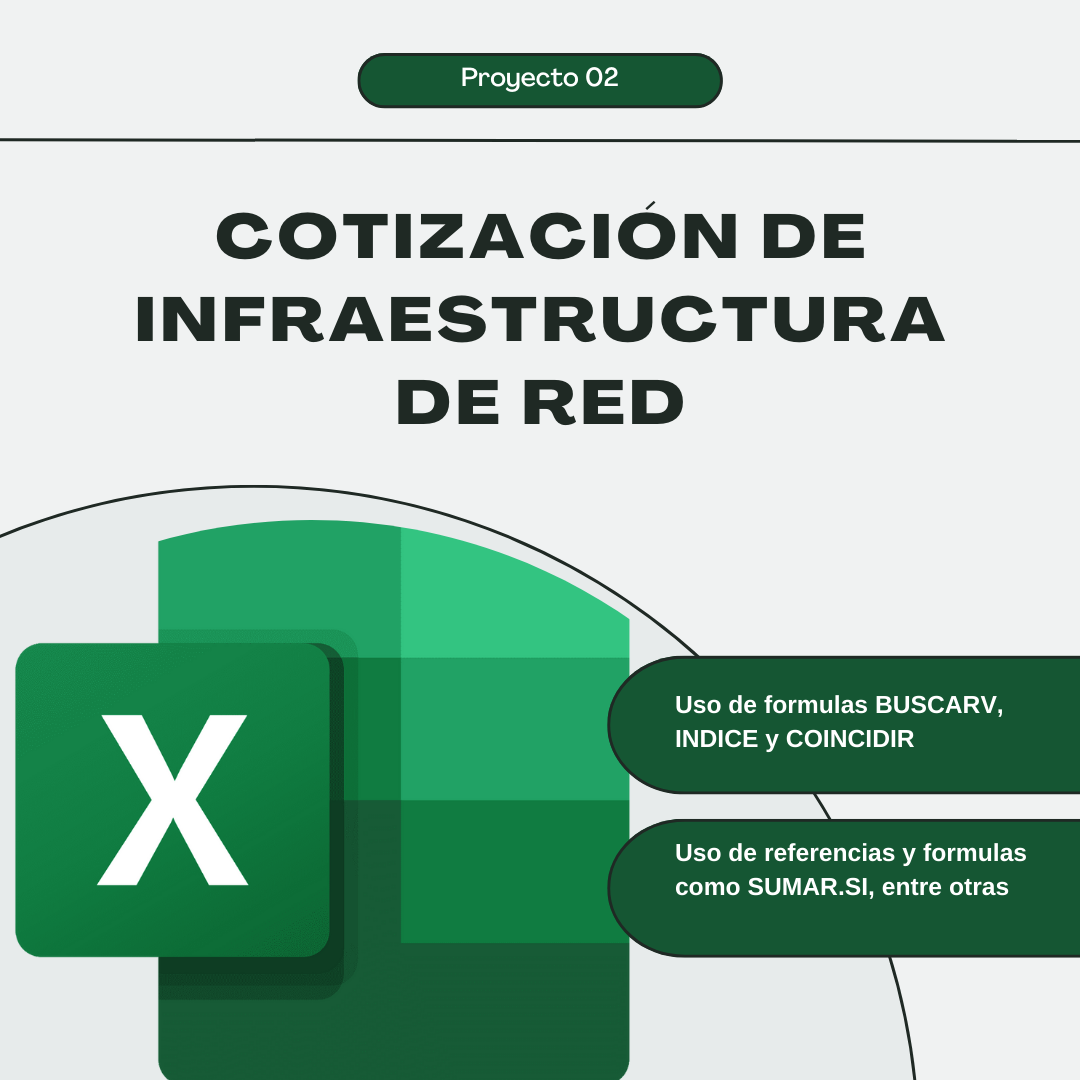 Proyecto 02
COTIZACIÓN DE
INFRAESTRUCTURA
DE RED
X
Uso de formulas BUSCARV,
INDICE y COINCIDIR
Uso de referencias y formulas
como SUMAR.SI, entre otras